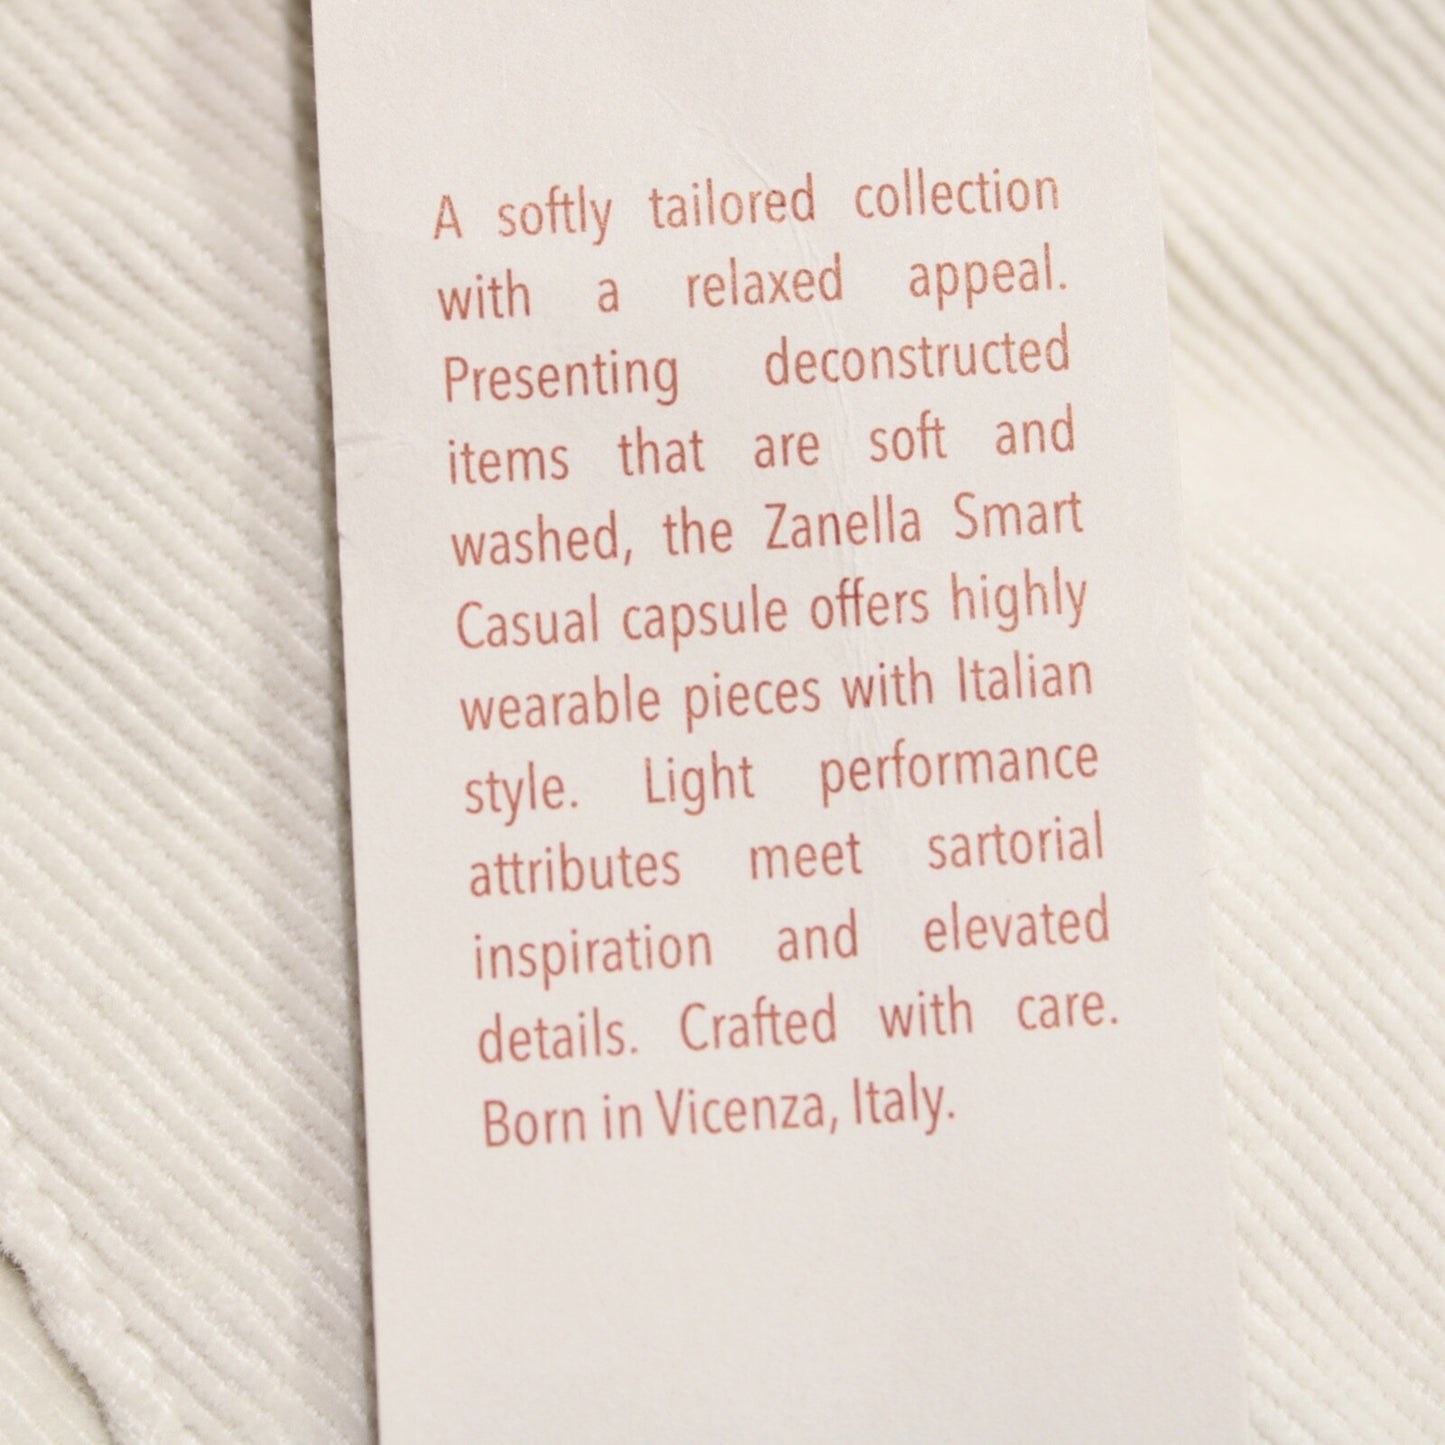 A softly tailored collection
with a relaxed appeal.
Presenting deconstructed
items that are soft and
washed, the Zanella Smart
Casual capsule offers highly
wearable pieces with Italian
style. Light performance
attributes meet sartorial
inspiration and elevated
details. Crafted with care.
Born in Vicenza, Italy.